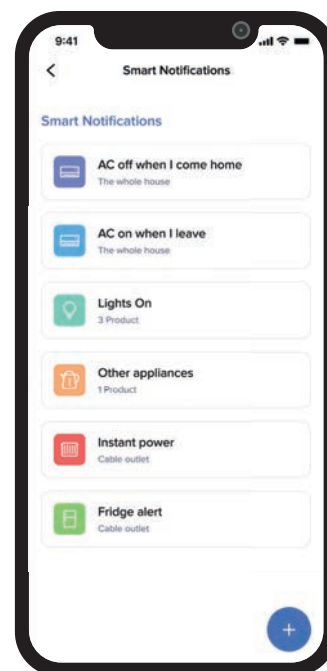 9:41
Smart Notifications
Smart Notifications
AC off when I come home
The whole house
AC on when I leave
The whole house
Lights On
3 Product
Other appliances
1 Product
Instant power
Cable outlet
Fridge alert
Cable outlet